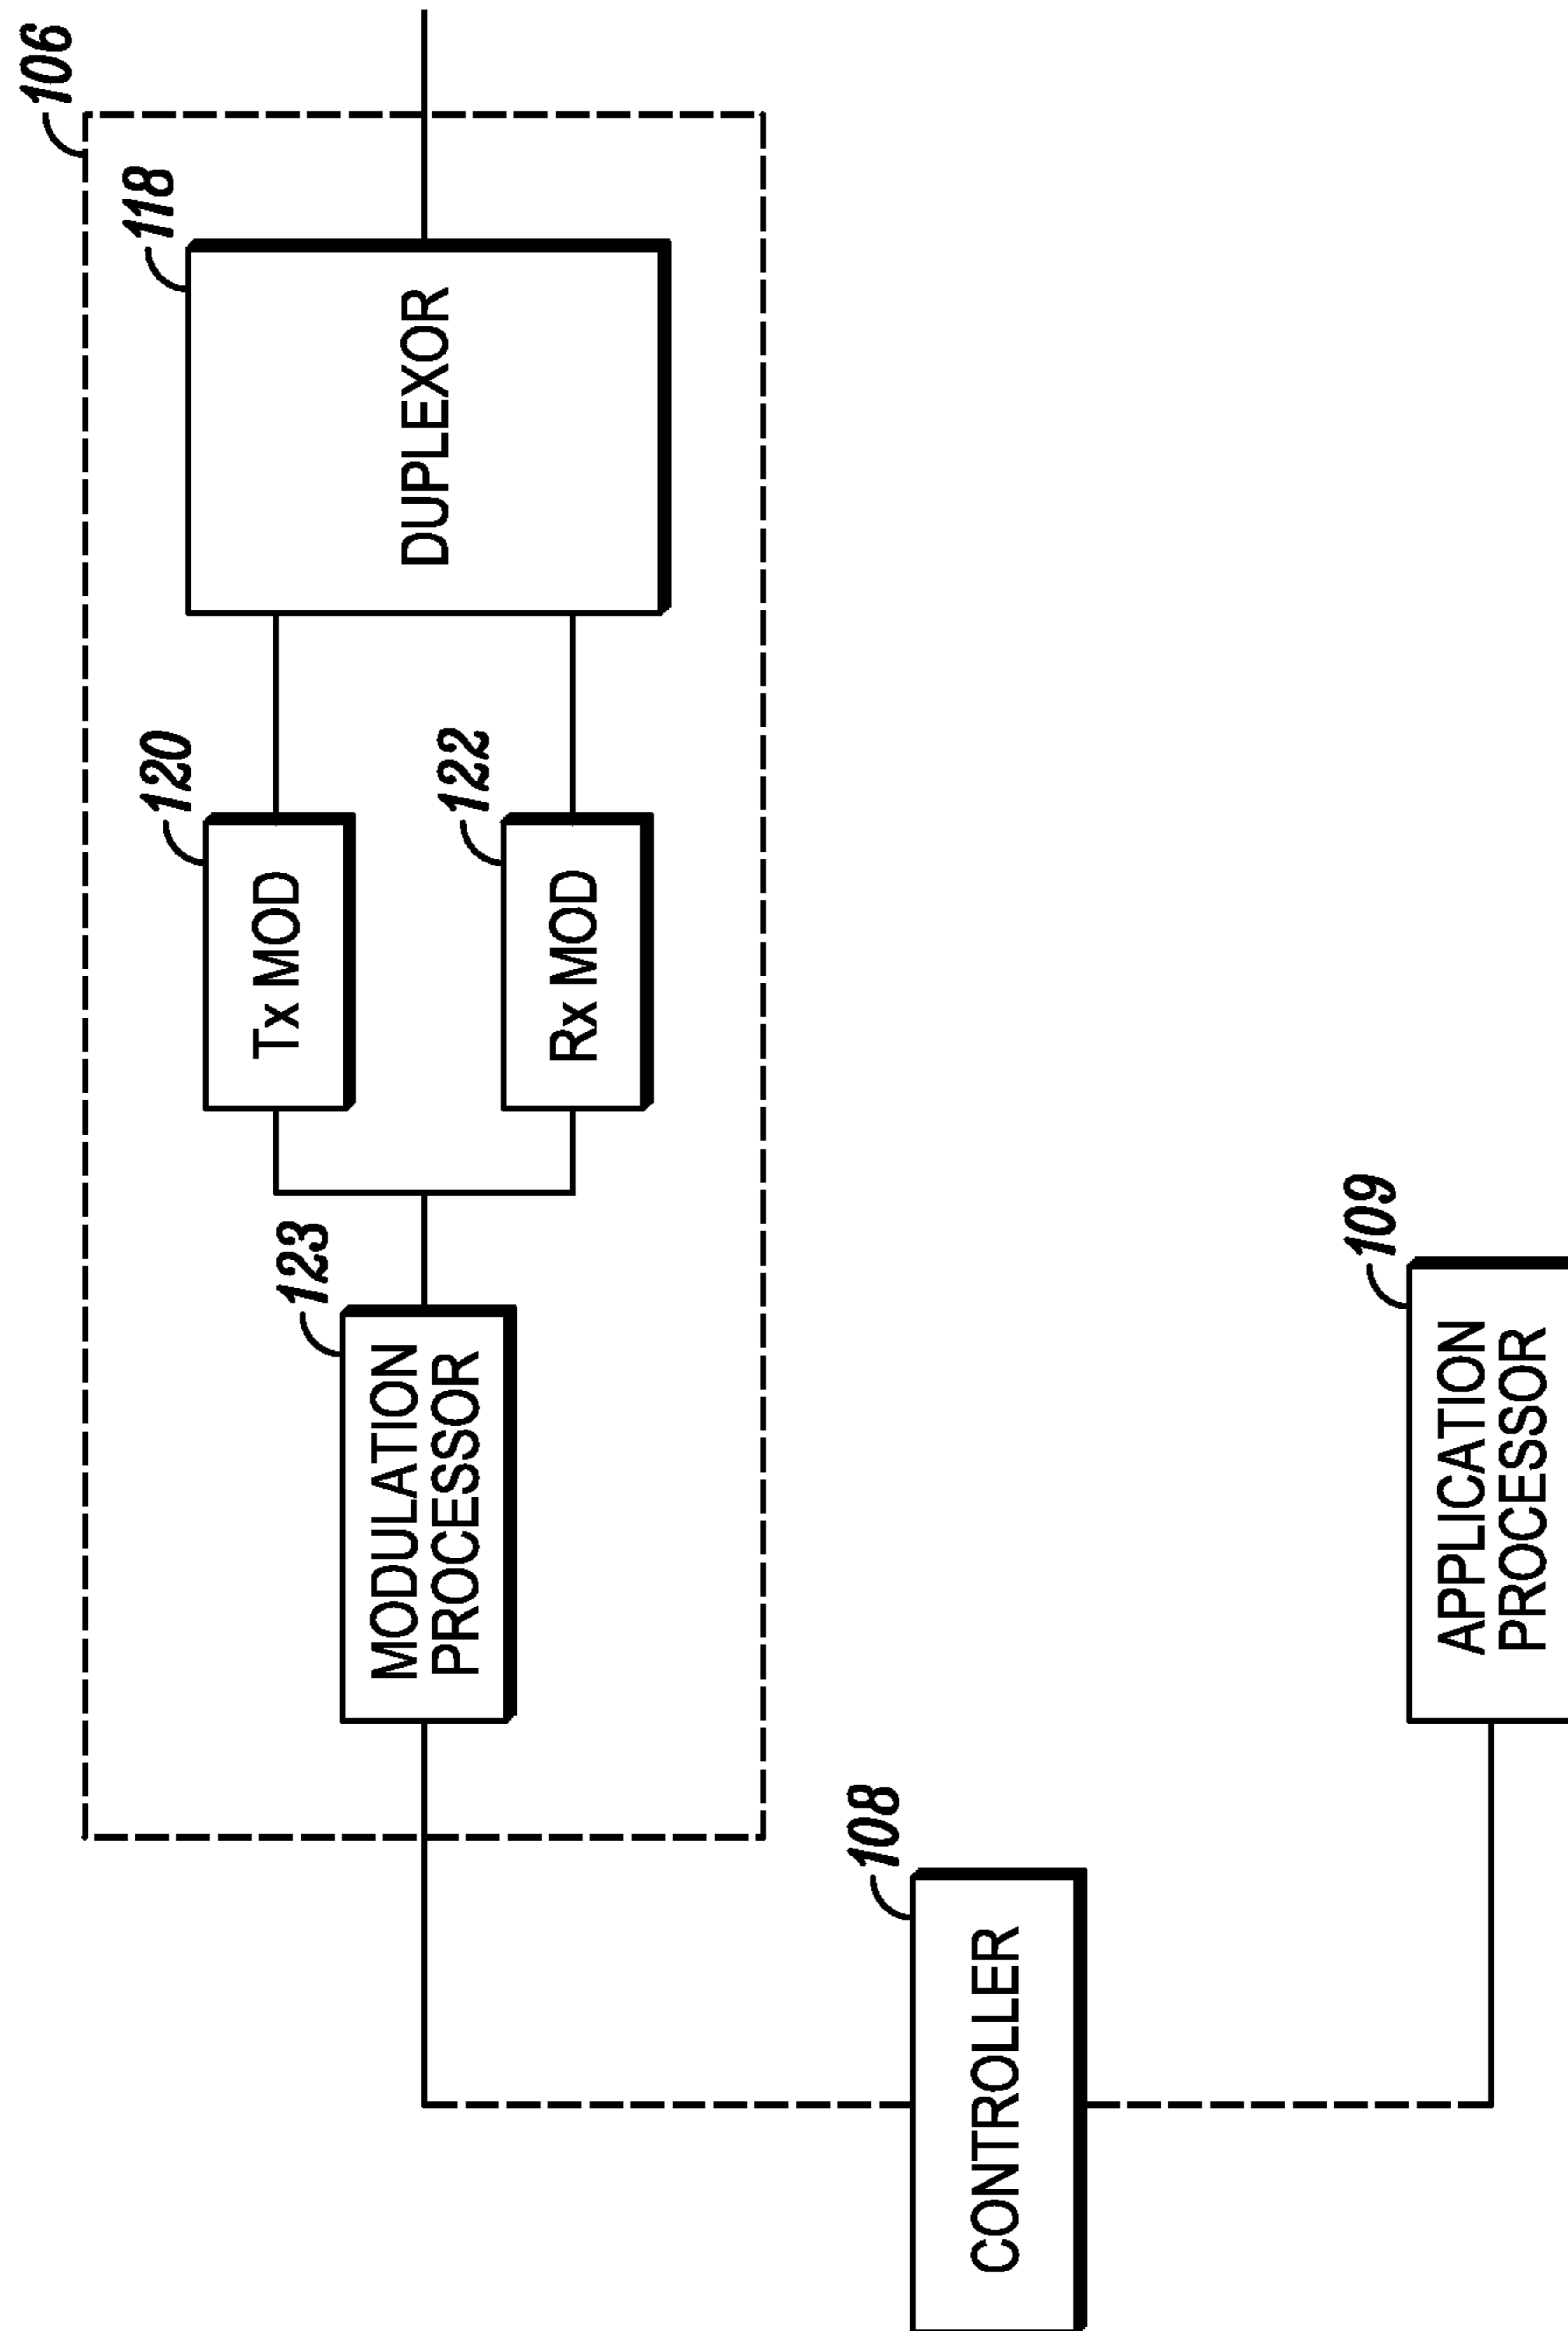 106
118
DUPLEXOR
120
Tx MOD
122
Rx MOD
123
MODULATION
PROCESSOR
108
CONTROLLER
109
APPLICATION
PROCESSOR